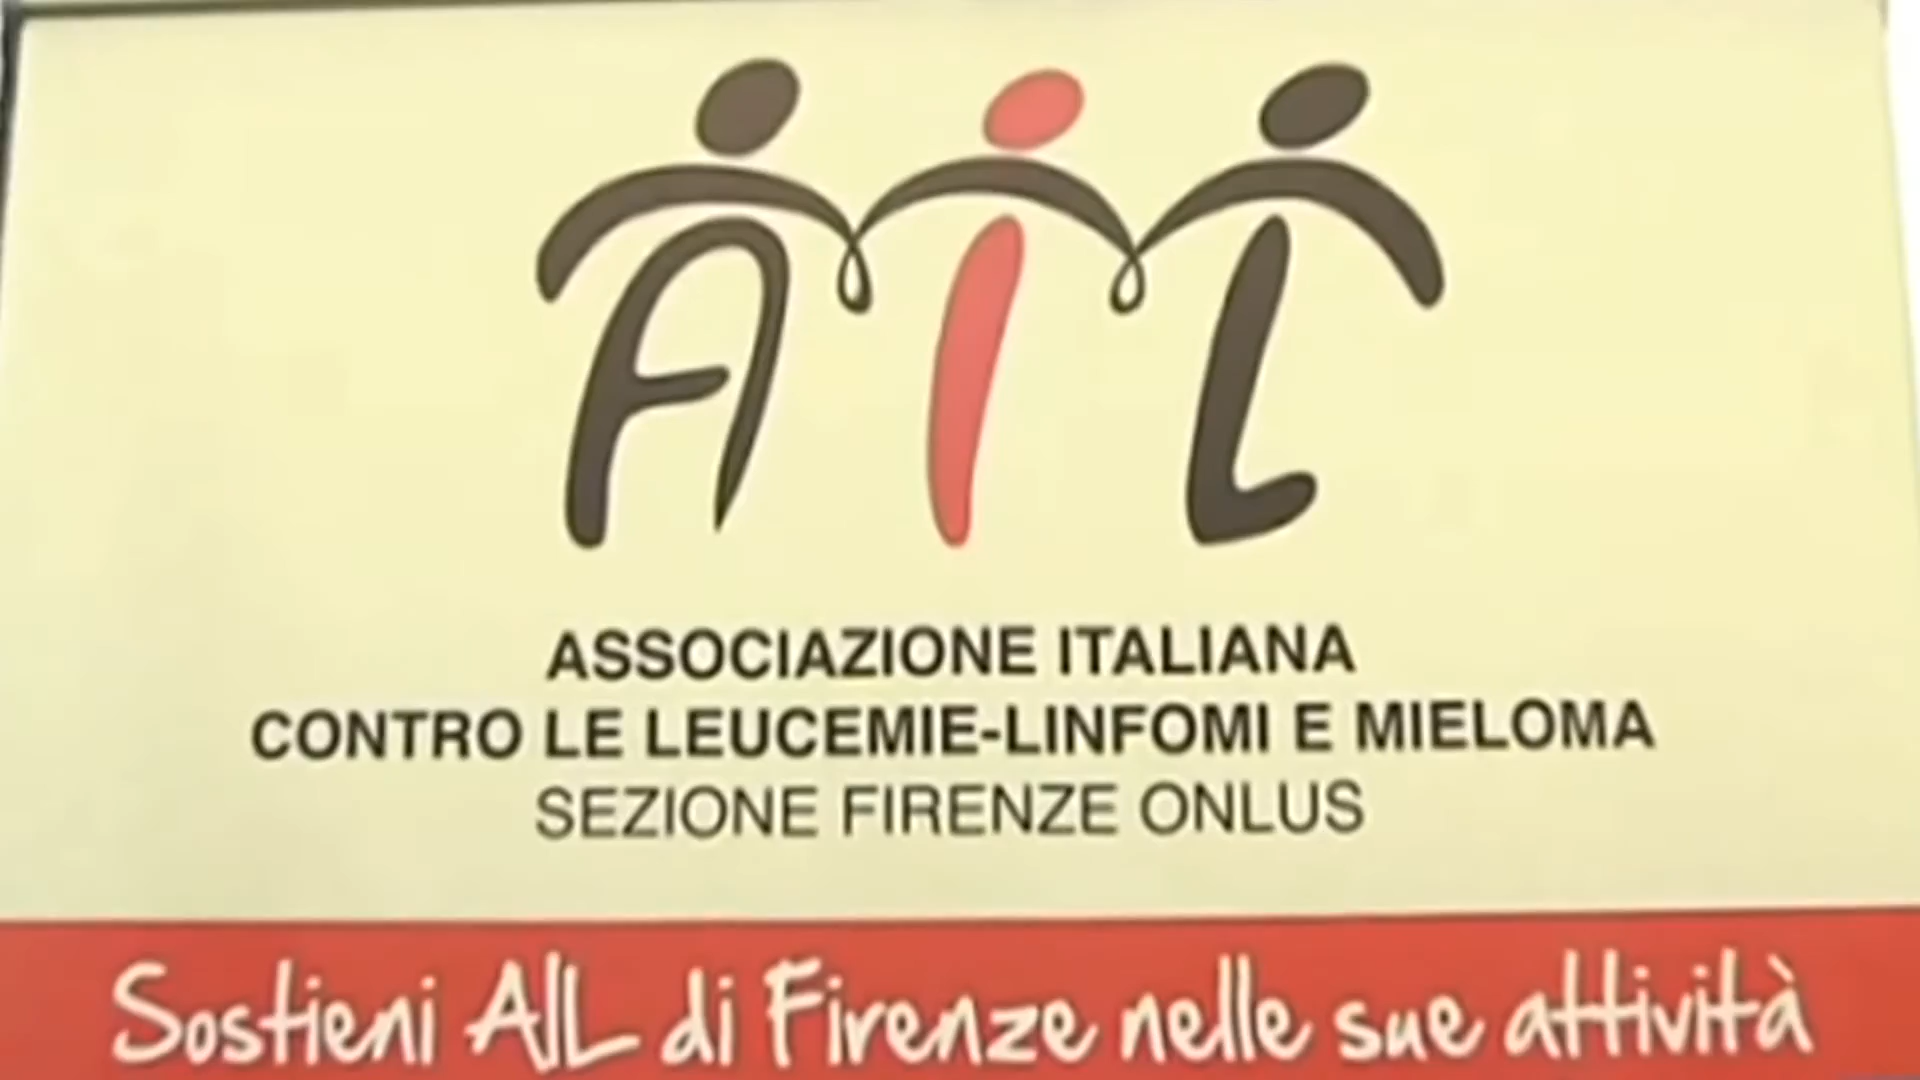 AIL
ASSOCIAZIONE ITALIANA
CONTRO LE LEUCEMIE-LINFOMI E MIELOMA
SEZIONE FIRENZE ONLUS
Sostieni AIL di Firenze nelle sue attività